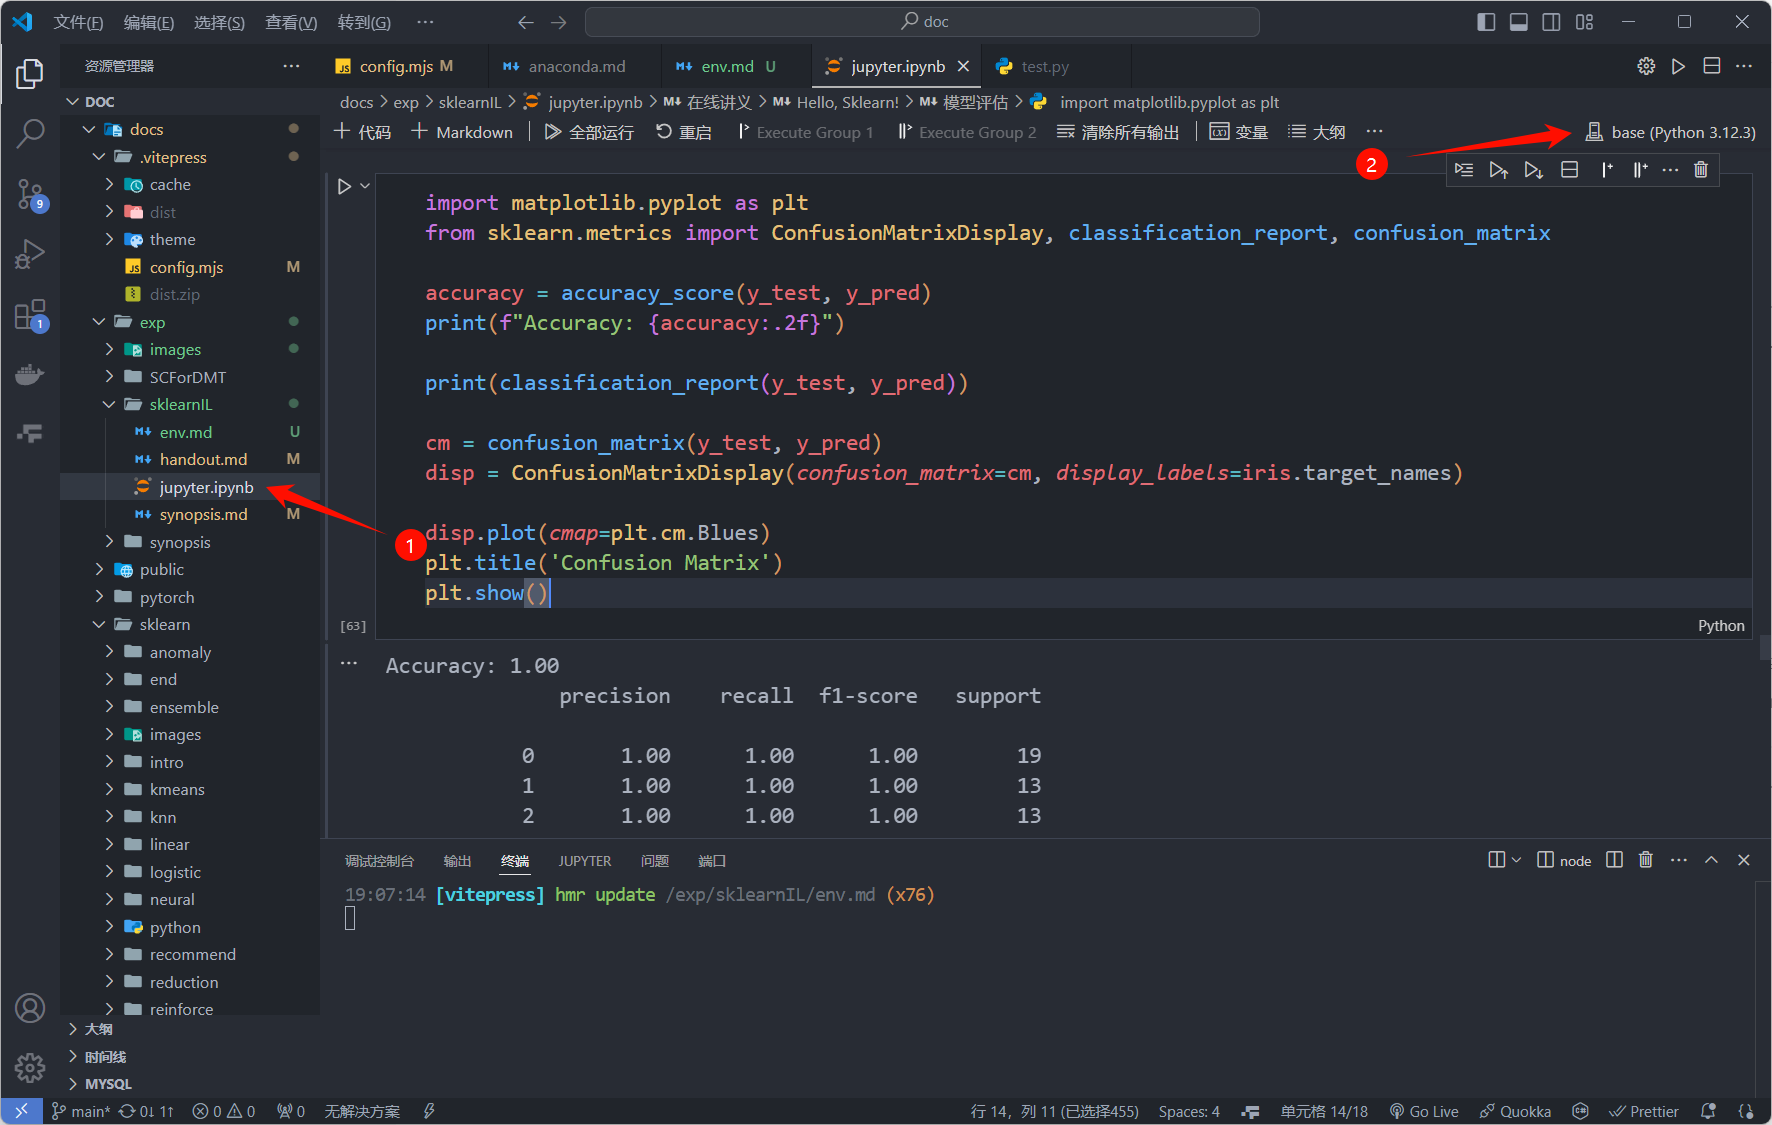 文件(F) 编辑(E) 选择(S) 查看(V) 转到(G) ··· doc
资源管理器 ···
JS config.mjs M
env.md U
anaconda.md
jupyter.ipynb
test.py
docs > exp > sklearnIL > jupyter.ipynb > M↓ 在线讲义 > M↓ Hello, Sklearn! > M↓ 模型评估 > import matplotlib.pyplot as plt
+ 代码 + Markdown 全部运行 重启 Execute Group 1 Execute Group 2 清除所有输出 变量 大纲 ··· base (Python 3.12.3)
2
DOC
docs
.vitepress
cache
dist
theme
JS config.mjs M
dist.zip
exp
images
SCForDMT
sklearnIL
env.md U
handout.md M
jupyter.ipynb
synopsis.md M
synopsis
public
pytorch
sklearn
anomaly
end
ensemble
images
intro
kmeans
knn
linear
logistic
neural
python
recommend
reduction
reinforce
大纲
时间线
MYSQL
9
1
import matplotlib.pyplot as plt
from sklearn.metrics import ConfusionMatrixDisplay, classification_report, confusion_matrix
accuracy = accuracy_score(y_test, y_pred)
print(f"Accuracy: {accuracy:.2f}")
print(classification_report(y_test, y_pred))
cm = confusion_matrix(y_test, y_pred)
disp = ConfusionMatrixDisplay(confusion_matrix=cm, display_labels=iris.target_names)
1
disp.plot(cmap=plt.cm.Blues)
plt.title('Confusion Matrix')
plt.show()
[63] Python
··· Accuracy: 1.00
precision recall f1-score support
0 1.00 1.00 1.00 19
1 1.00 1.00 1.00 13
2 1.00 1.00 1.00 13
调试控制台 输出 终端 JUPYTER 问题 端口 node
19:07:14 [vitepress] hmr update /exp/sklearnIL/env.md (x76)
main* 0↓ 1↑ 0 0 0 无解决方案 行 14，列 11 (已选择455) Spaces: 4 单元格 14/18 Go Live Quokka Prettier